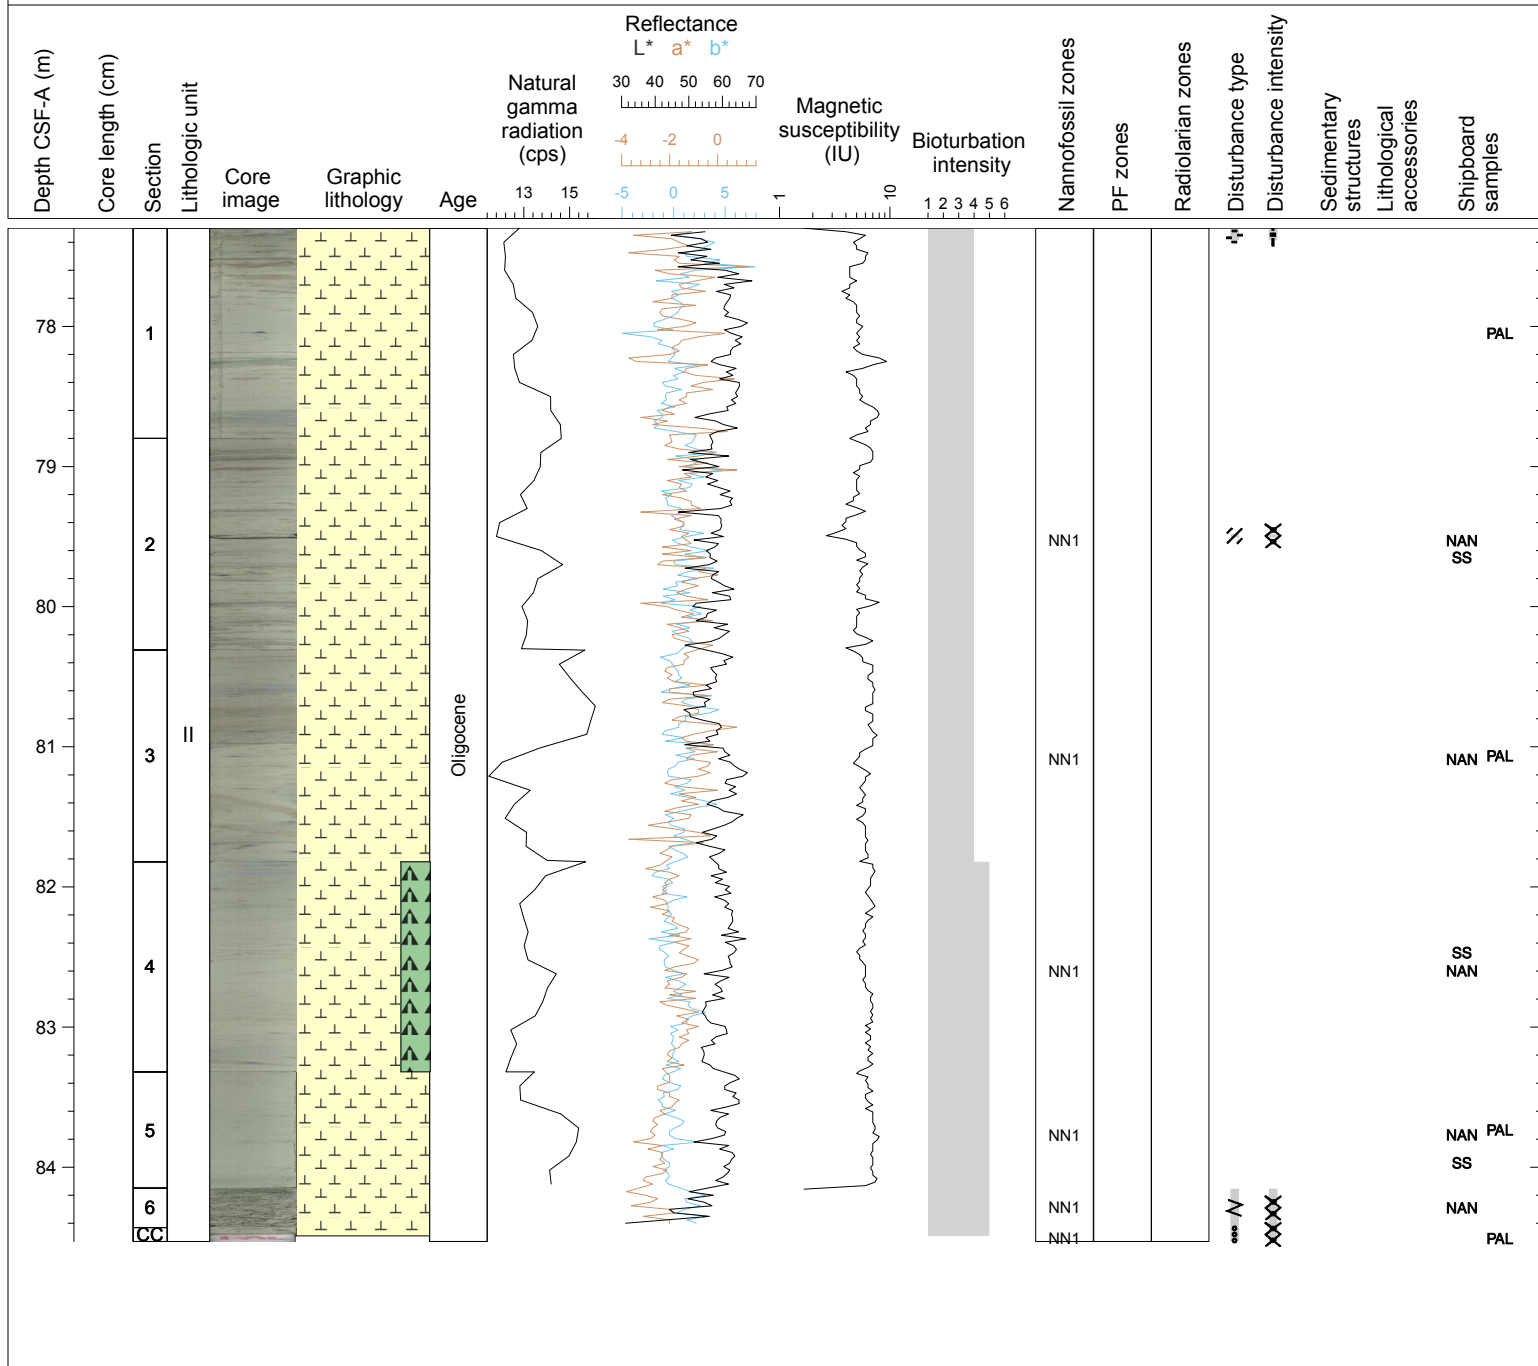 Depth CSF-A (m)
Core length (cm)
Section
Lithologic unit
Core
image
Graphic
lithology
Age
Natural
gamma
radiation
(cps)
13 15
Reflectance
L* a* b*
30 40 50 60 70
-4 -2 0
-5 0 5
Magnetic
susceptibility
(IU)
1 10
Bioturbation
intensity
1 2 3 4 5 6
Nannofossil zones
PF zones
Radiolarian zones
Disturbance type
Disturbance intensity
Sedimentary
structures
Lithological
accessories
Shipboard
samples
78
1
PAL
79
2
NN1
NAN
SS
80
Oligocene
II
81
3
NN1
NAN PAL
82
SS
4
NN1
NAN
83
5
NN1
NAN PAL
84
SS
6
NN1
NAN
CC
NN1
PAL